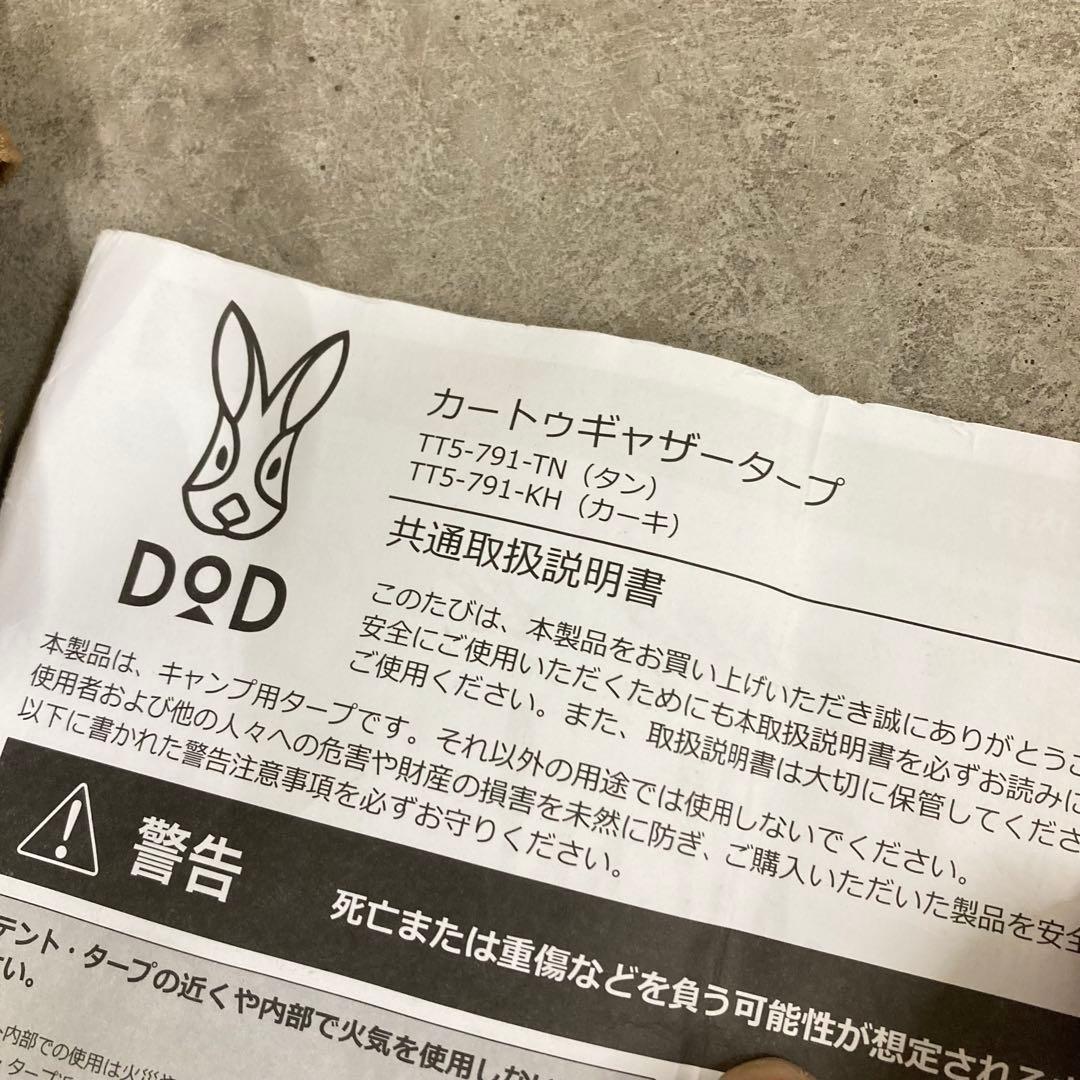 カートゥギャザータープ
TT5-791-TN（タン）
TT5-791-KH（カーキ）
共通取扱説明書
DOD
このたびは、本製品をお買い上げいただき誠にありがとうご
安全にご使用いただくためにも本取扱説明書を必ずお読みに
ご使用ください。また、取扱説明書は大切に保管してくださ
本製品は、キャンプ用タープです。それ以外の用途では使用しないでください。
使用者および他の人々への危害や財産の損害を未然に防ぎ、ご購入いただいた製品を安全
以下に書かれた警告注意事項を必ずお守りください。
警告
死亡または重傷などを負う可能性が想定される
テント・タープの近くや内部で火気を使用しない
い。
内部での使用は火災や